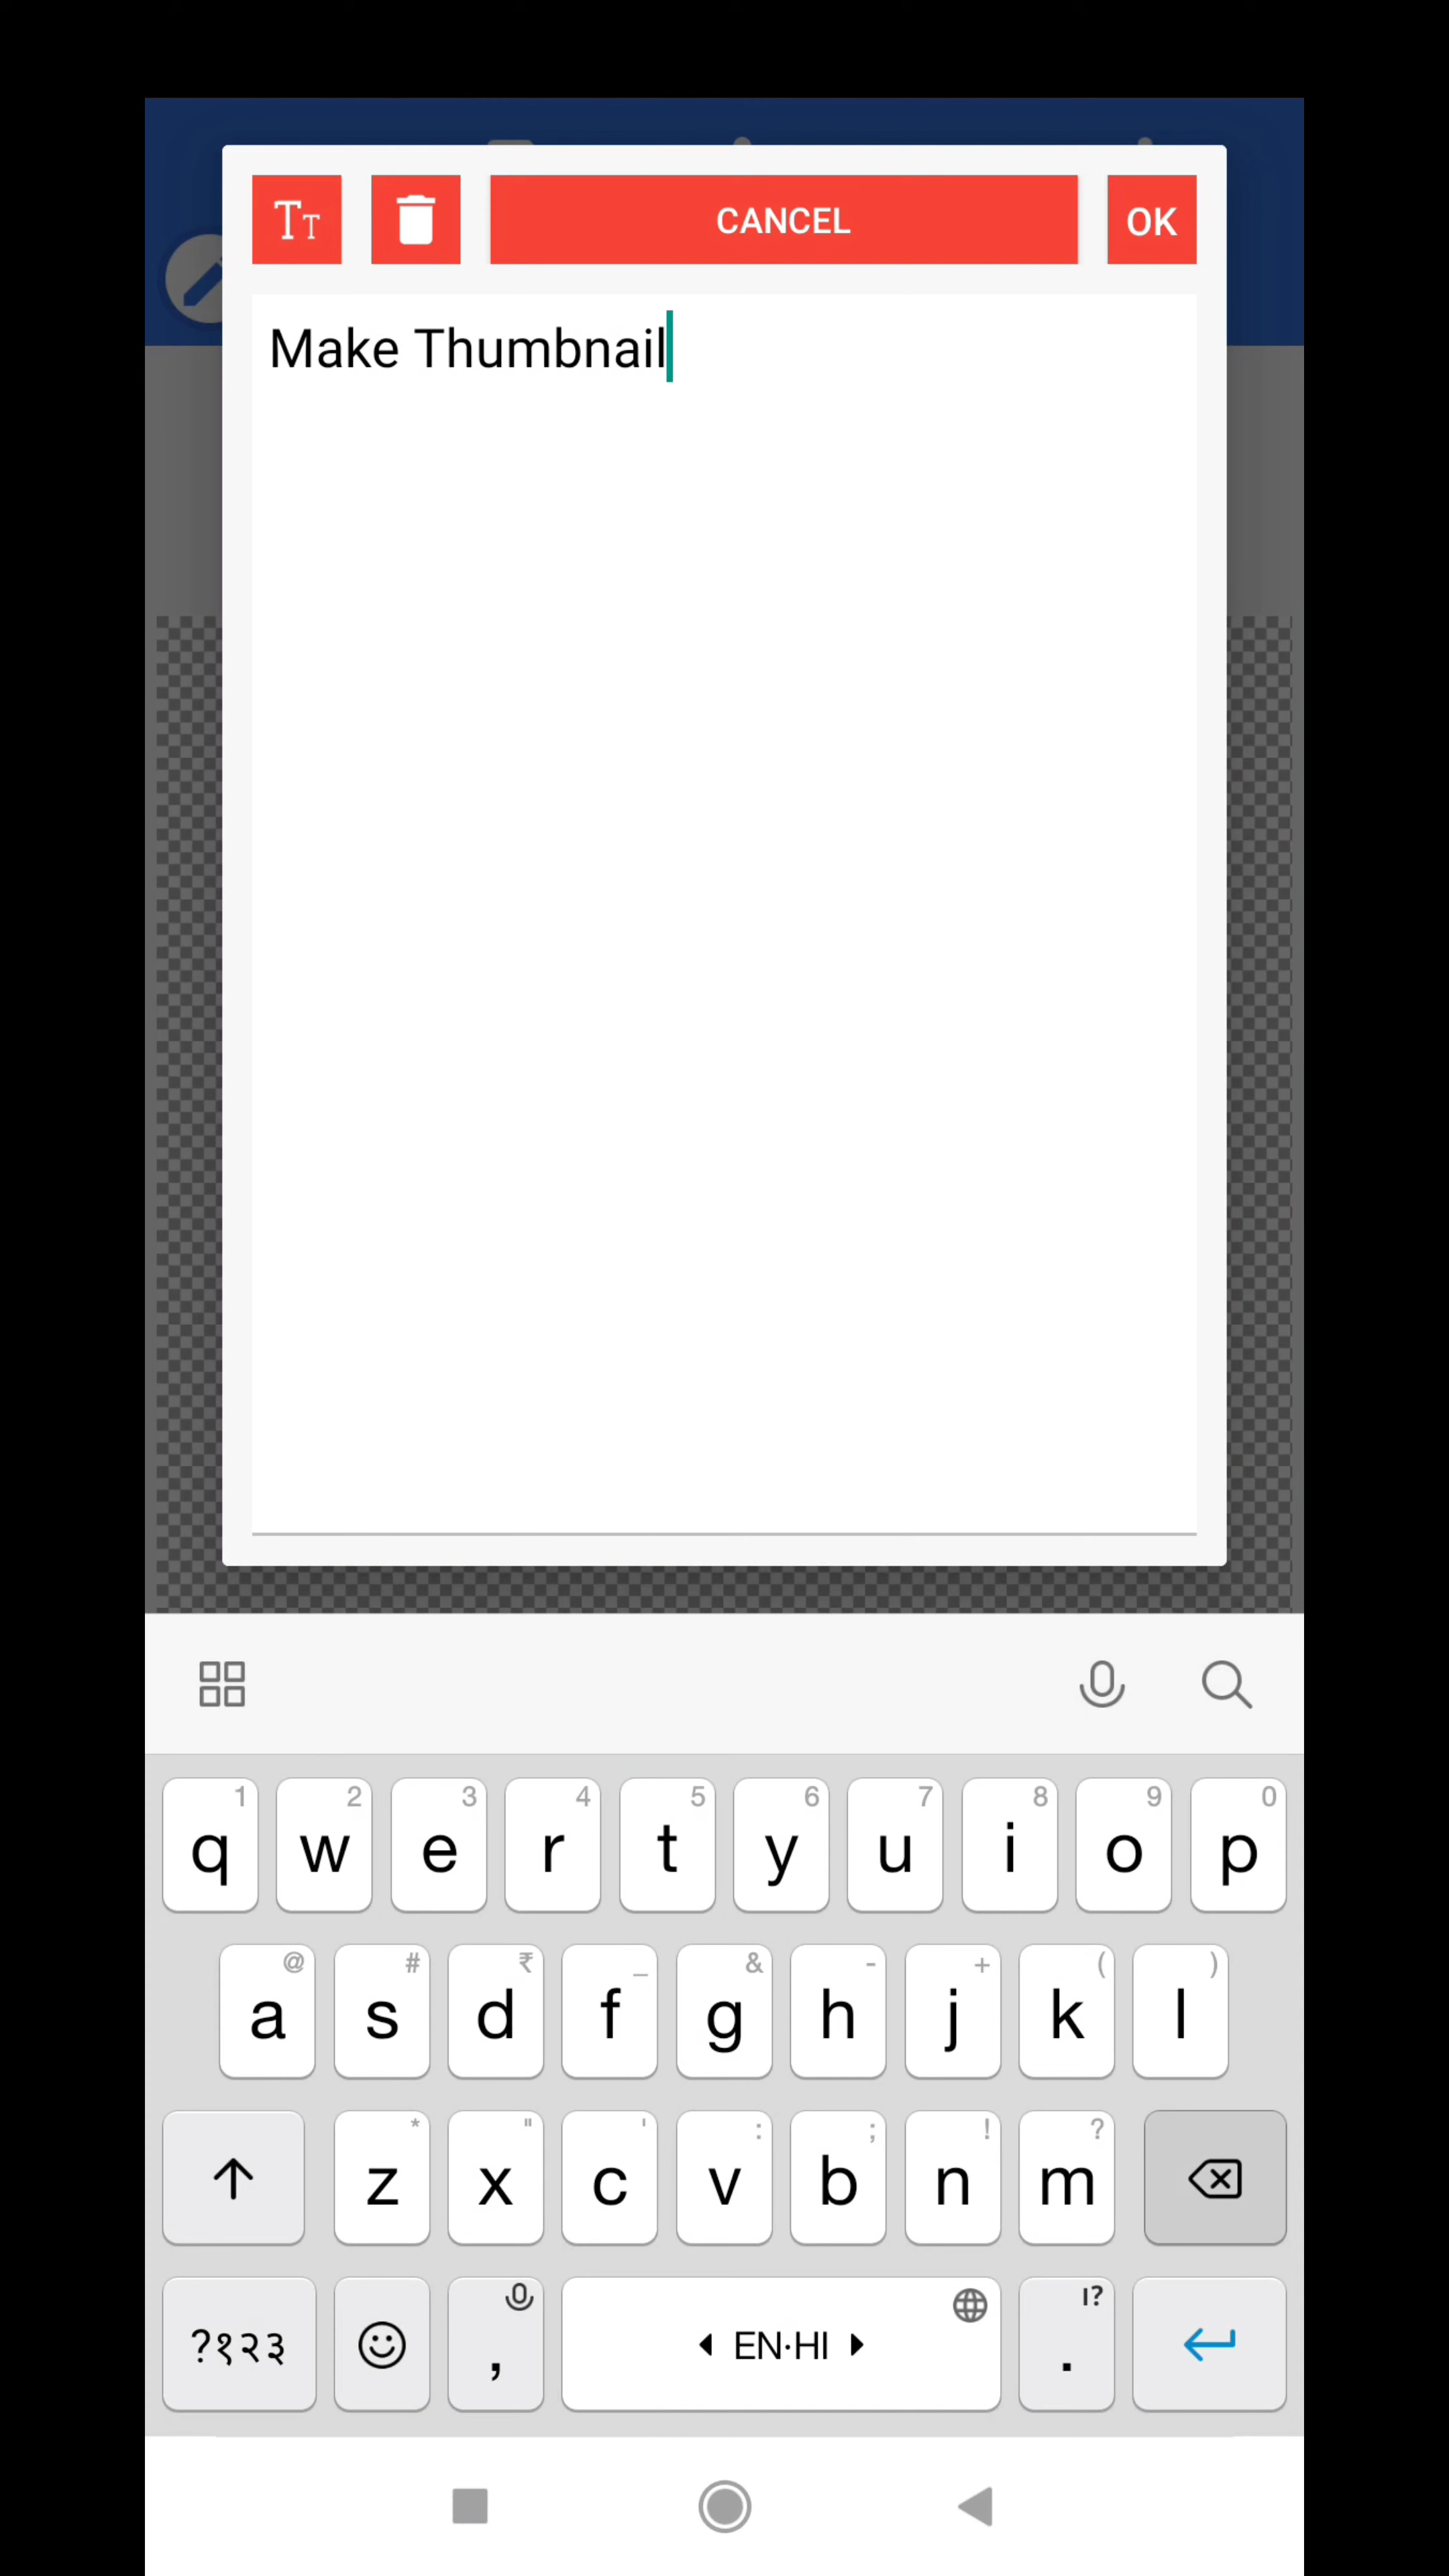 Tт CANCEL OK
Make Thumbnail
1 2 3 4 5 6 7 8 9 0
q w e r t y u i o p
@ # ₹ _ & - + ( )
a s d f g h j k l
* " ' : ; ! ?
z x c v b n m
?१२३ , EN·HI . ।?